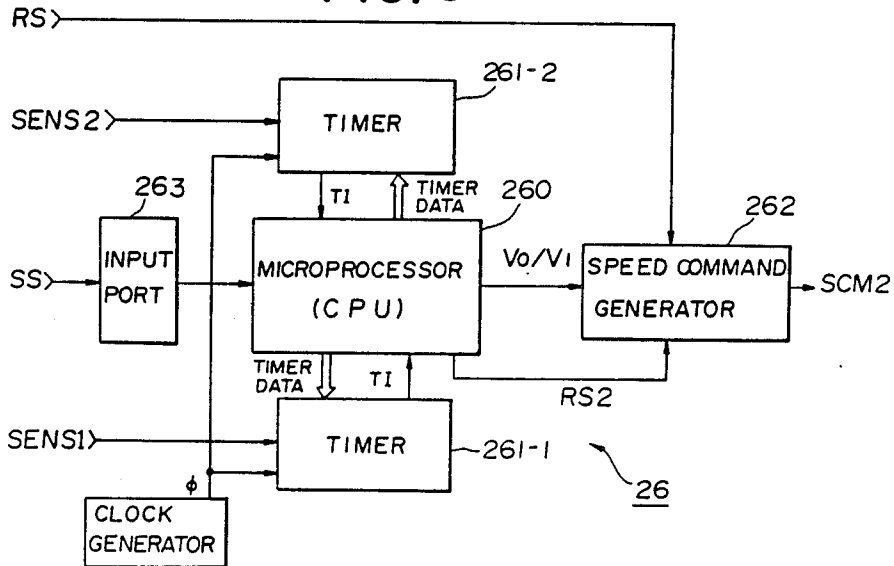 RS
261-2
SENS2
TIMER
263
TI
TIMER
DATA
260
262
SS
INPUT
PORT
MICROPROCESSOR
(CPU)
V0/V1
SPEED COMMAND
GENERATOR
SCM2
TIMER
DATA
TI
RS2
SENS1
TIMER
261-1
φ
26
CLOCK
GENERATOR